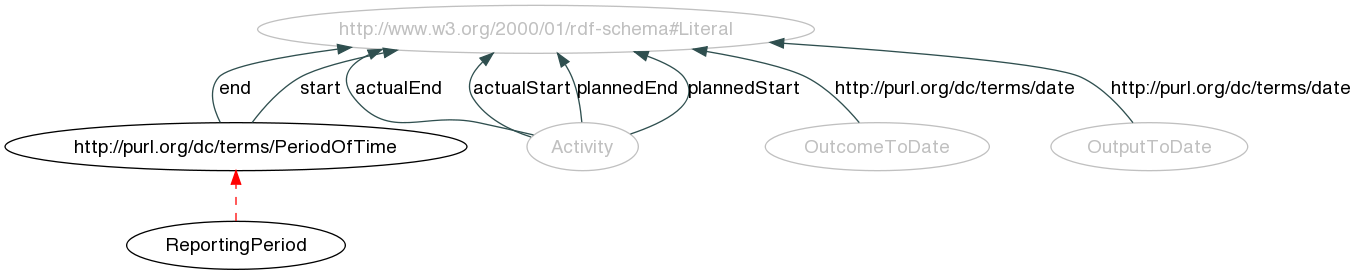 http://www.w3.org/2000/01/rdf-schema#Literal
end
start
actualEnd
actualStart
plannedEnd
plannedStart
http://purl.org/dc/terms/date
http://purl.org/dc/terms/date
http://purl.org/dc/terms/PeriodOfTime
Activity
OutcomeToDate
OutputToDate
ReportingPeriod